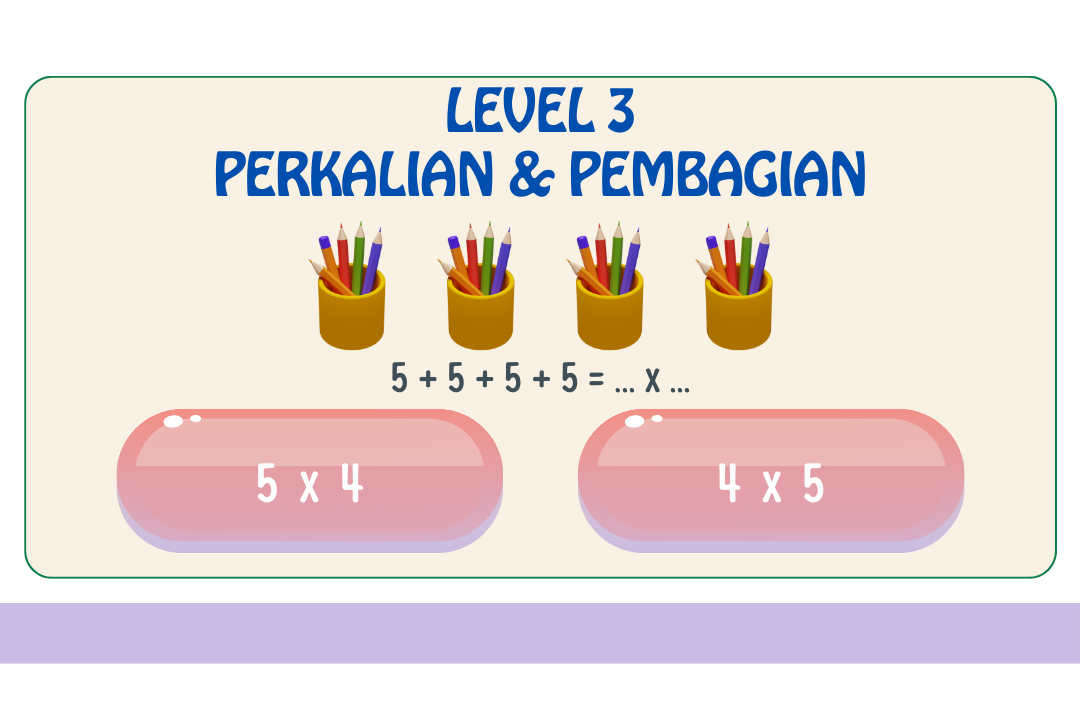 LEVEL 3
PERKALIAN & PEMBAGIAN
5 + 5 + 5 + 5 = ... x ...
5 x 4
4 x 5